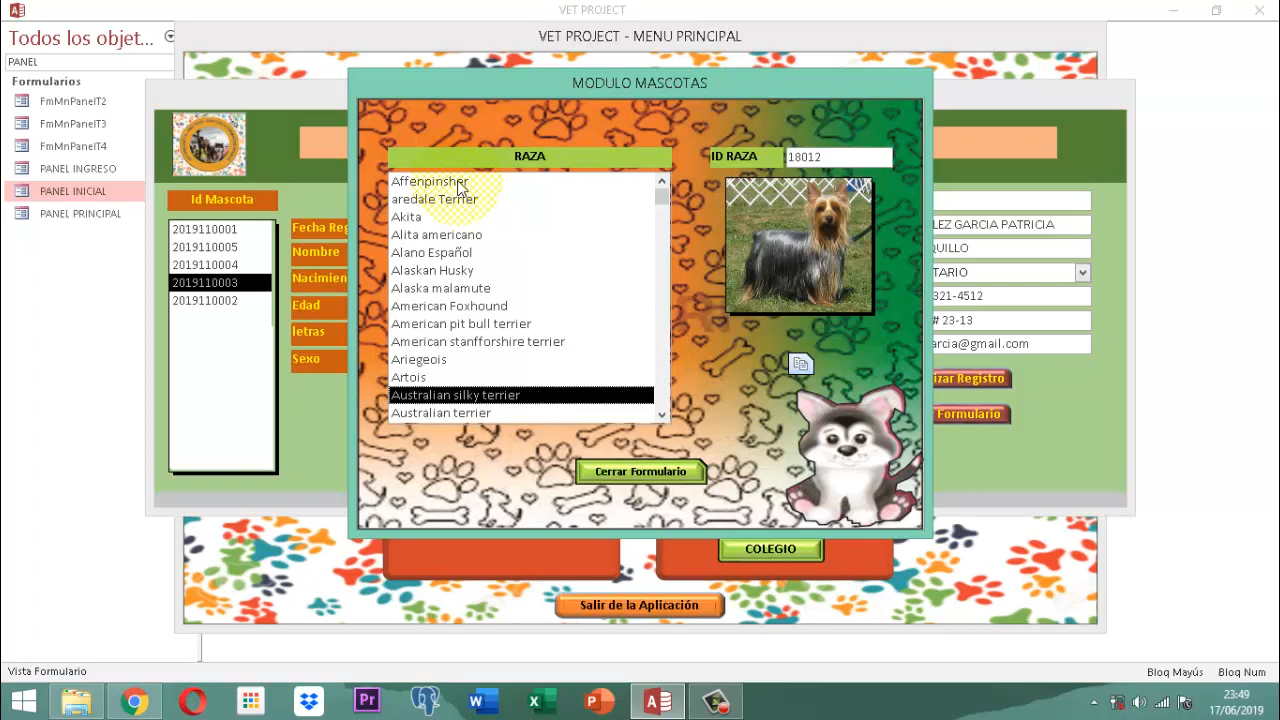 VET PROJECT
Todos los objet...
PANEL
Formularios
FmMnPanelT2
FmMnPanelT3
FmMnPanelT4
PANEL INGRESO
PANEL INICIAL
PANEL PRINCIPAL
VET PROJECT - MENU PRINCIPAL
Id Mascota
2019110001
2019110005
2019110004
2019110003
2019110002
Fecha Reg
Nombre
Nacimien
Edad
letras
Sexo
MODULO MASCOTAS
RAZA
Affenpinsher
aredale Terrier
Akita
Alita americano
Alano Español
Alaskan Husky
Alaska malamute
American Foxhound
American pit bull terrier
American stanfforshire terrier
Ariegeois
Artois
Australian silky terrier
Australian terrier
ID RAZA
18012
Cerrar Formulario
LEZ GARCIA PATRICIA
QUILLO
TARIO
321-4512
# 23-13
arcia@gmail.com
izar Registro
Formulario
COLEGIO
Salir de la Aplicación
Vista Formulario
Bloq Mayús
Bloq Num
23:49
17/06/2019